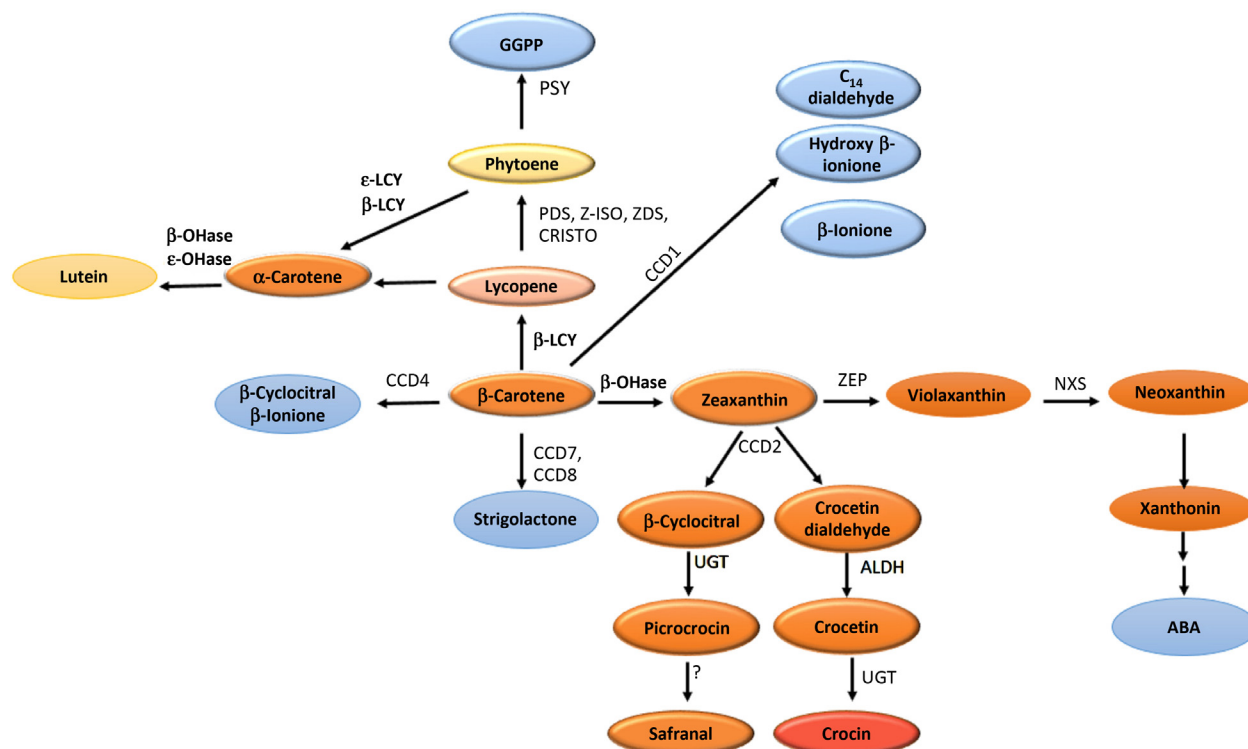 GGPP
PSY
C₁₄
dialdehyde
Hydroxy β-
ionione
β-Ionione
Phytoene
ε-LCY
β-LCY
PDS, Z-ISO, ZDS,
CRISTO
β-OHase
ε-OHase
Lutein
α-Carotene
Lycopene
CCD1
β-LCY
β-Cyclocitral
β-Ionione
CCD4
β-Carotene
β-OHase
Zeaxanthin
ZEP
Violaxanthin
NXS
Neoxanthin
CCD7,
CCD8
CCD2
Strigolactone
β-Cyclocitral
Crocetin
dialdehyde
Xanthonin
UGT
ALDH
Picrocrocin
Crocetin
ABA
?
UGT
Safranal
Crocin